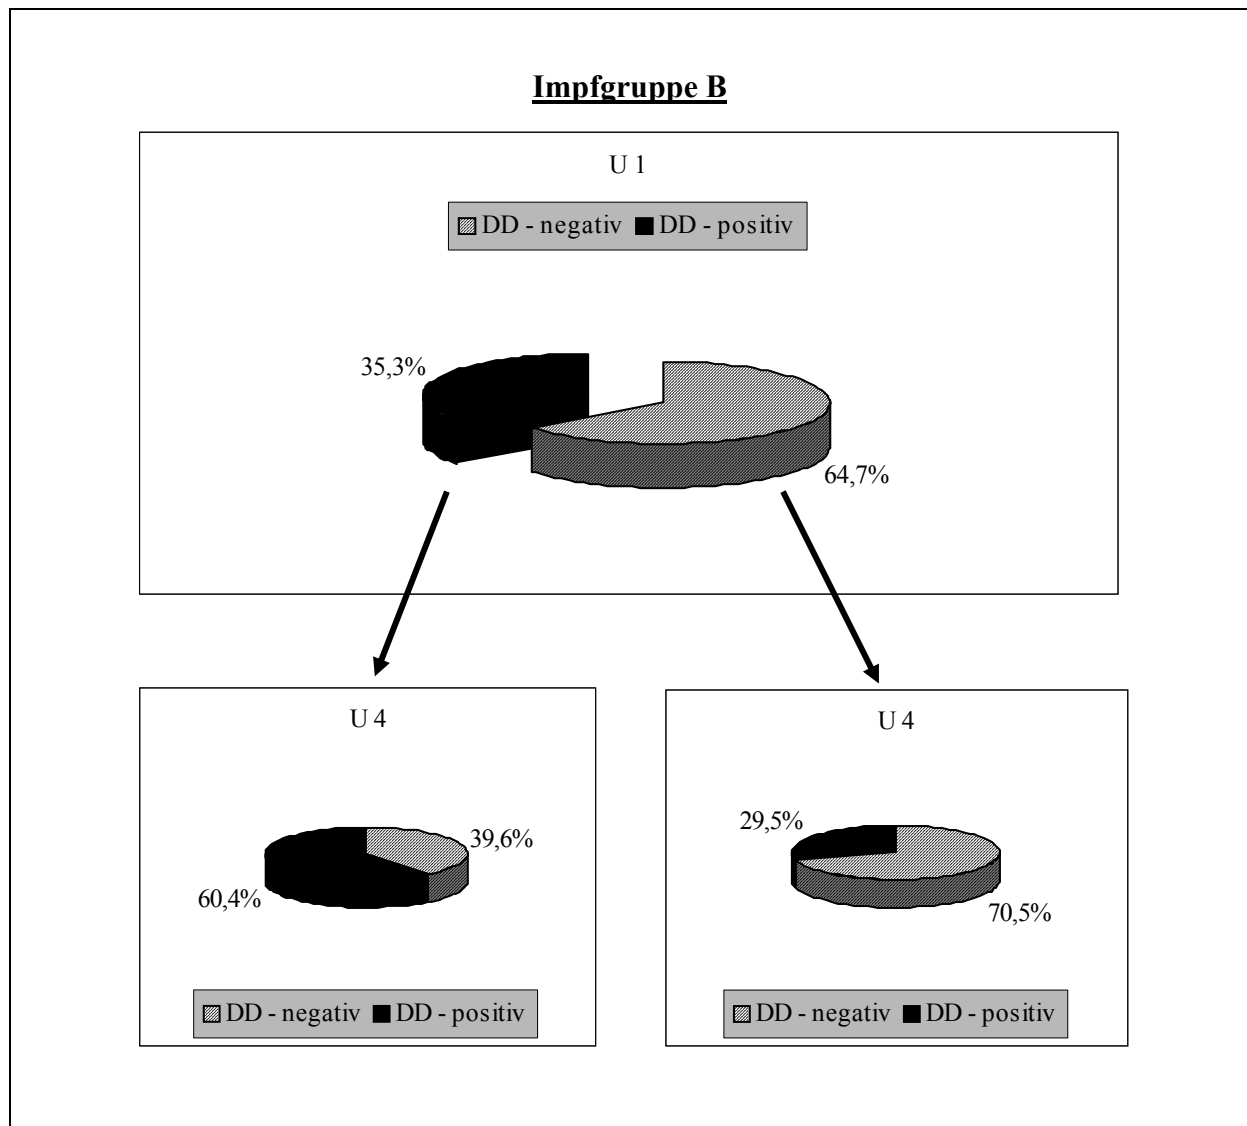 Impfgruppe B
U 1
DD - negativ DD - positiv
35,3%
64,7%
U 4
39,6%
60,4%
DD - negativ DD - positiv
U 4
29,5%
70,5%
DD - negativ DD - positiv